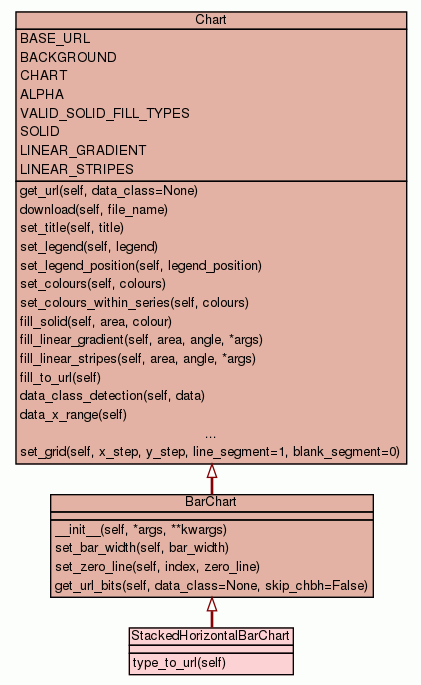 Chart
BASE_URL
BACKGROUND
CHART
ALPHA
VALID_SOLID_FILL_TYPES
SOLID
LINEAR_GRADIENT
LINEAR_STRIPES
get_url(self, data_class=None)
download(self, file_name)
set_title(self, title)
set_legend(self, legend)
set_legend_position(self, legend_position)
set_colours(self, colours)
set_colours_within_series(self, colours)
fill_solid(self, area, colour)
fill_linear_gradient(self, area, angle, *args)
fill_linear_stripes(self, area, angle, *args)
fill_to_url(self)
data_class_detection(self, data)
data_x_range(self)
...
set_grid(self, x_step, y_step, line_segment=1, blank_segment=0)
BarChart
__init__(self, *args, **kwargs)
set_bar_width(self, bar_width)
set_zero_line(self, index, zero_line)
get_url_bits(self, data_class=None, skip_chbh=False)
StackedHorizontalBarChart
type_to_url(self)